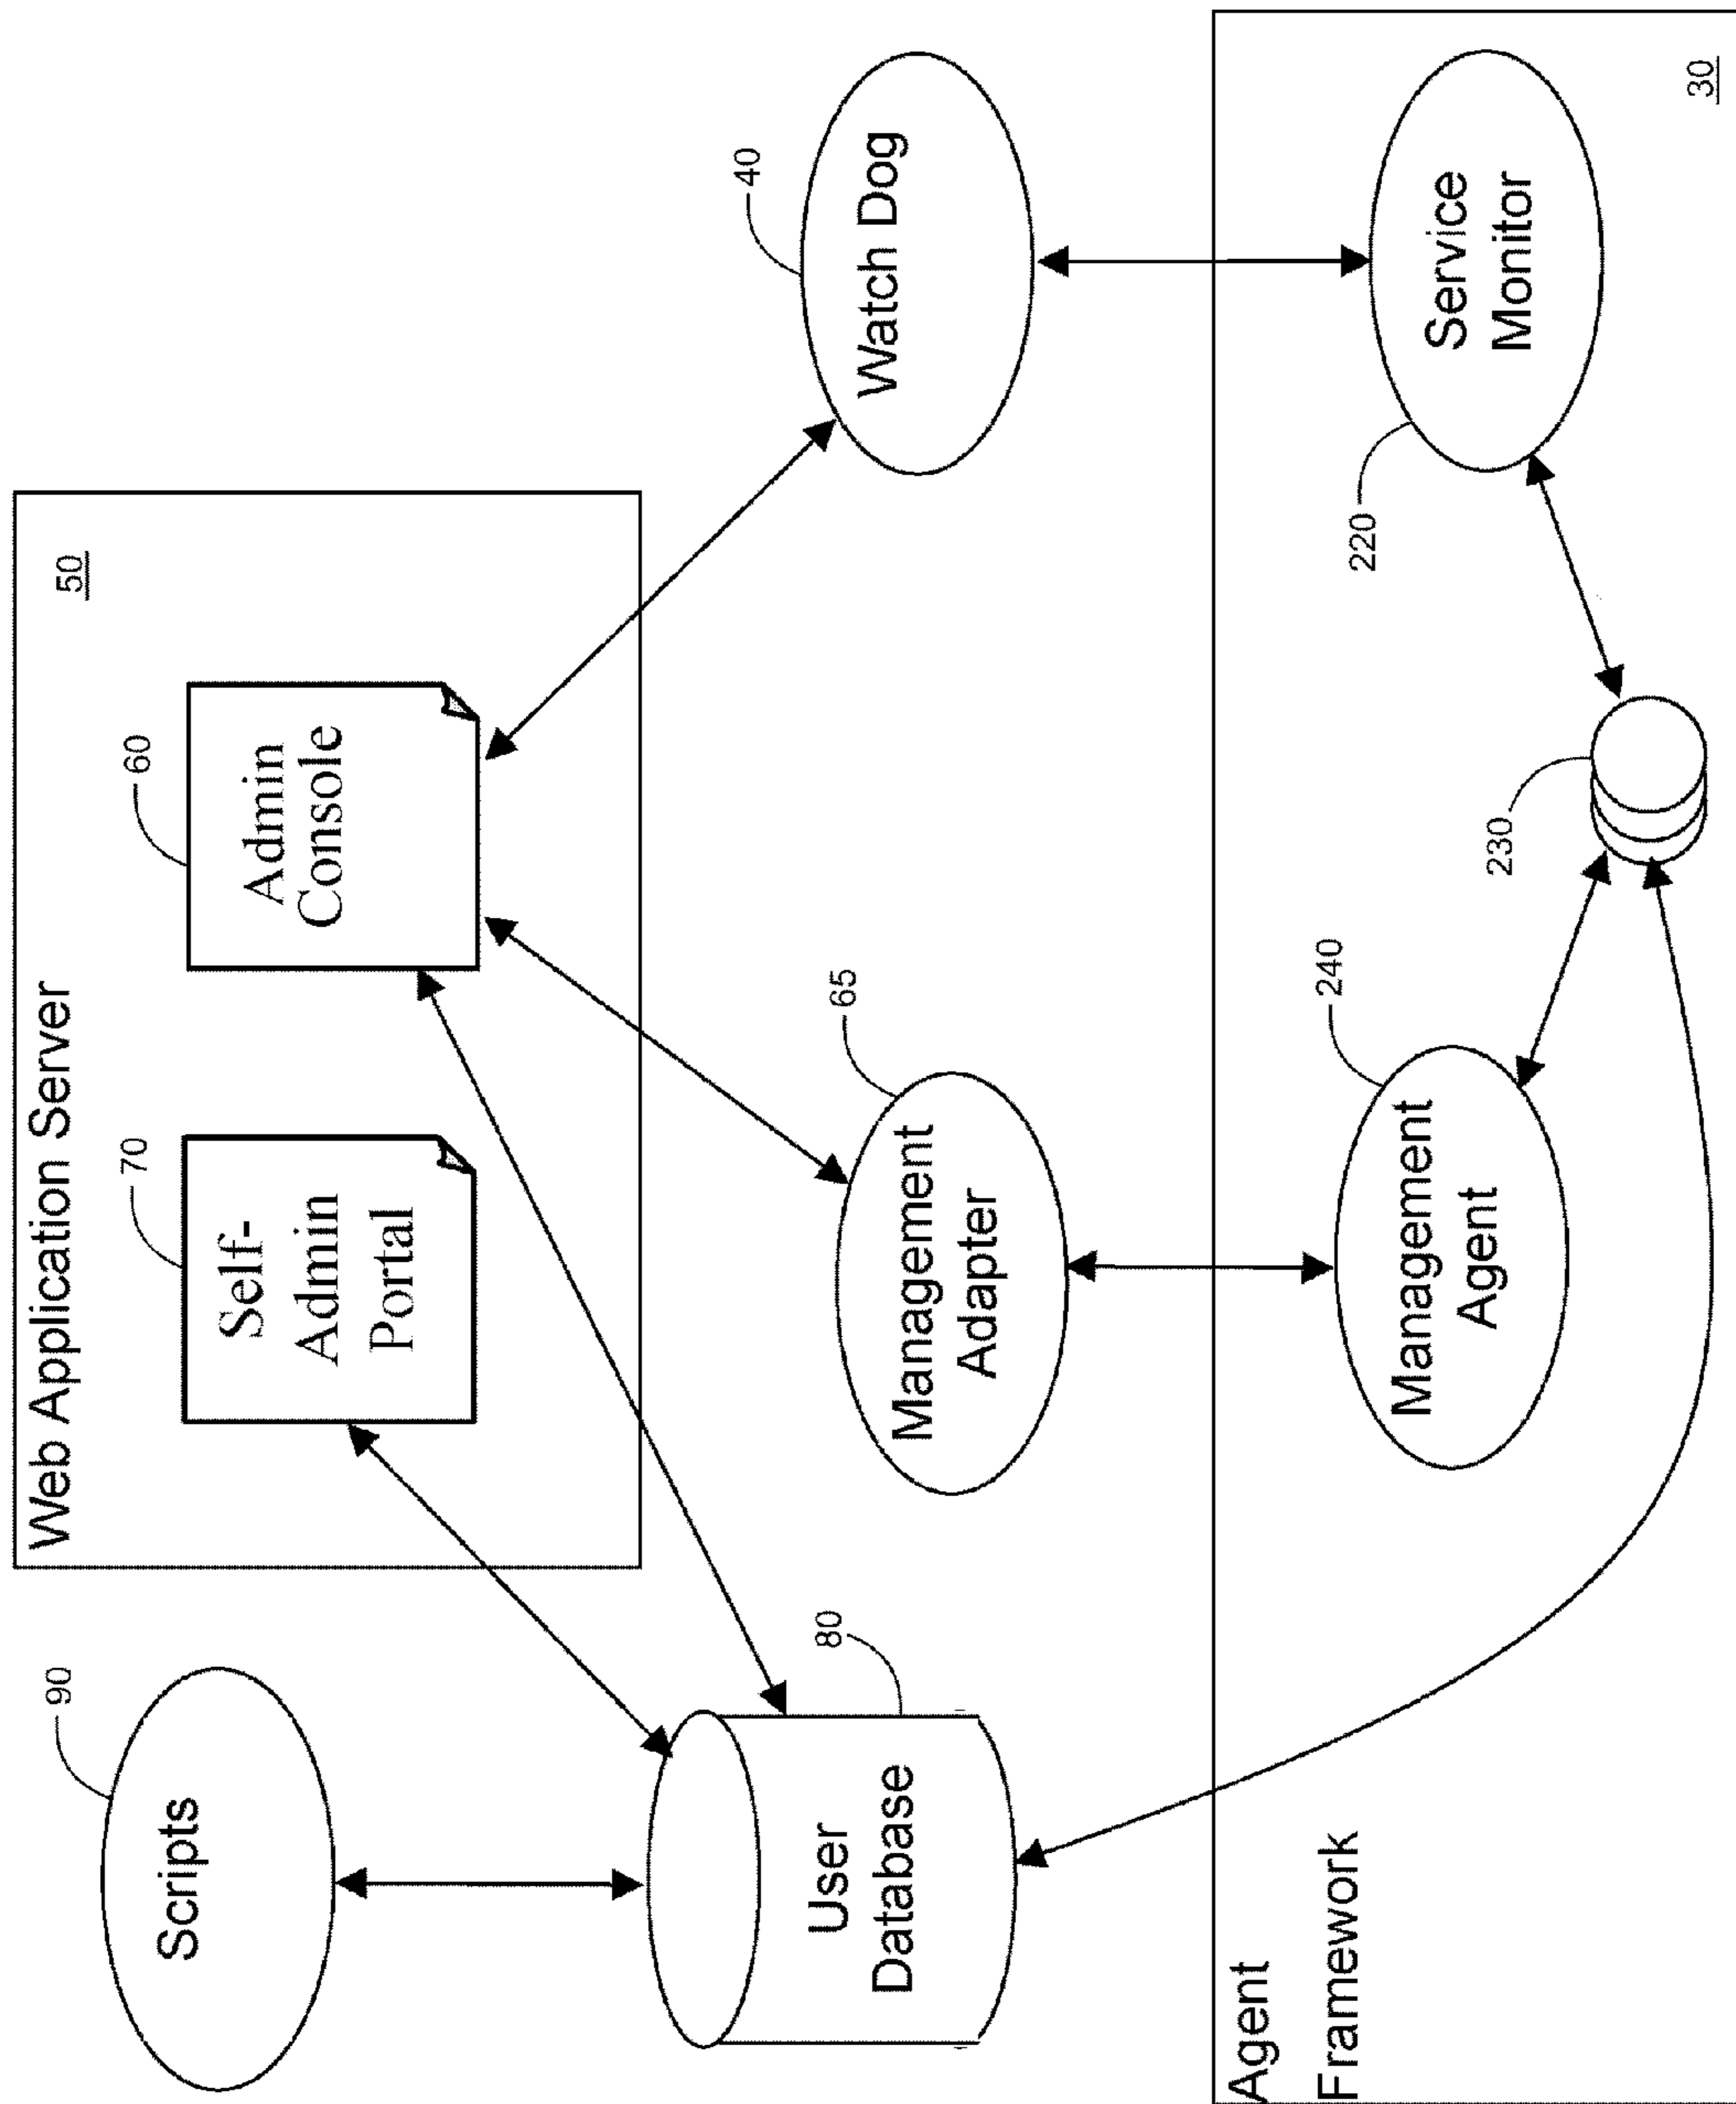 Web Application Server
50
90
Scripts
70
Self-
Admin
Portal
60
Admin
Console
80
User
Database
65
Management
Adapter
40
Watch Dog
Agent
Framework
240
Management
Agent
230
220
Service
Monitor
30